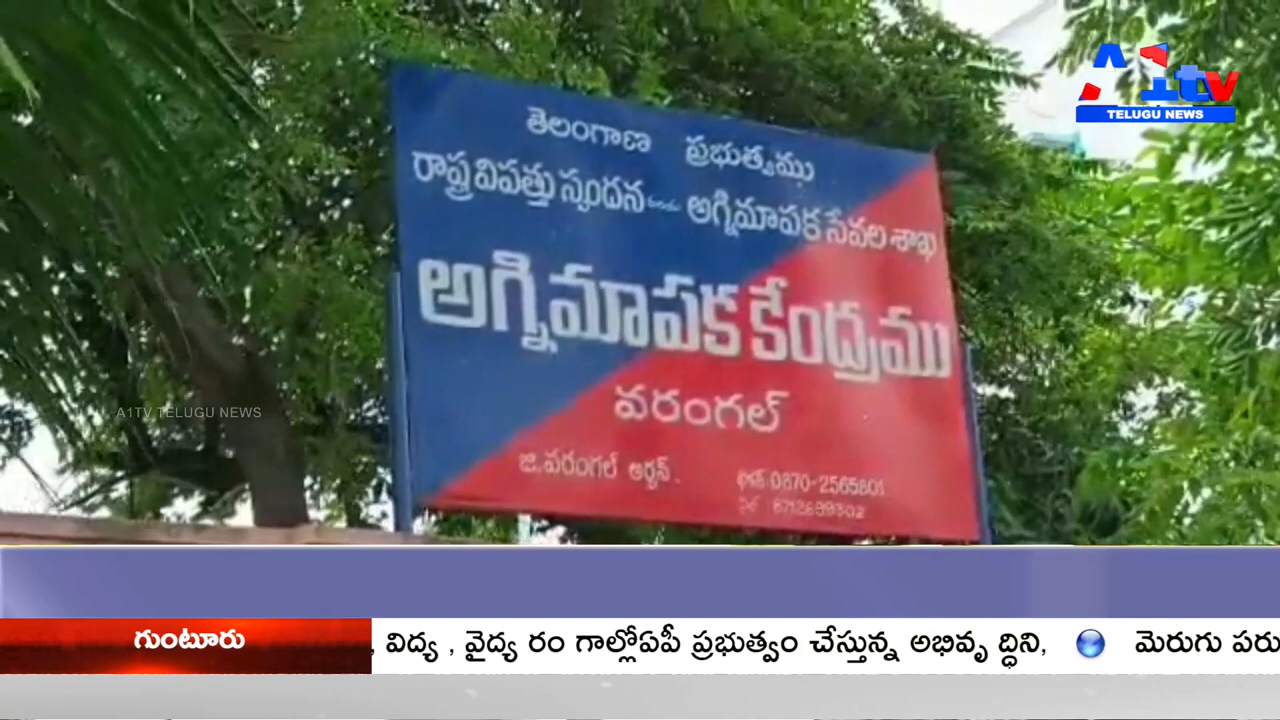 A1tv
TELUGU NEWS
తెలంగాణ ప్రభుత్వము
రాష్ట్ర విపత్తు స్పందన అగ్నిమాపక సేవల శాఖ
అగ్నిమాపక కేంద్రము
వరంగల్
జి.వరంగల్ అర్బన్. ఫోన్:0870-2565801
8712699302
A1TV TELUGU NEWS
గుంటూరు
, విద్య , వైద్య రం గాల్లోఏపీ ప్రభుత్వం చేస్తున్న అభివృ ద్ధిని, మెరుగు పరు